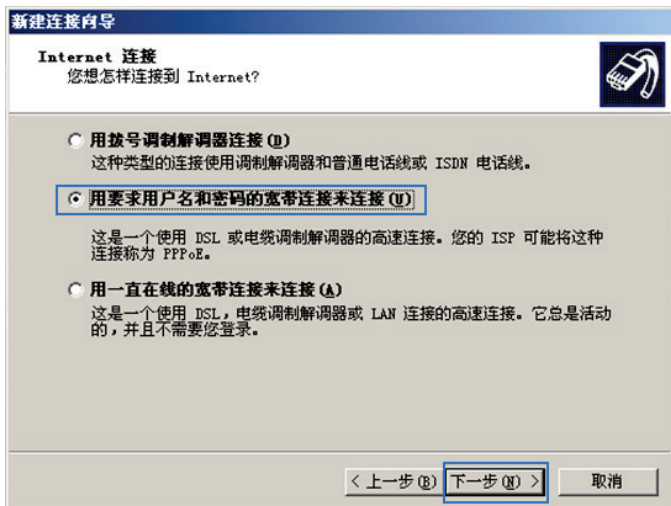 新建连接向导
Internet 连接
您想怎样连接到 Internet?
用拨号调制解调器连接(D)
这种类型的连接使用调制解调器和普通电话线或 ISDN 电话线。
用要求用户名和密码的宽带连接来连接(U)
这是一个使用 DSL 或电缆调制解调器的高速连接。您的 ISP 可能将这种
连接称为 PPPoE。
用一直在线的宽带连接来连接(A)
这是一个使用 DSL,电缆调制解调器或 LAN 连接的高速连接。它总是活动
的,并且不需要您登录。
< 上一步(B) 下一步(N) > 取消